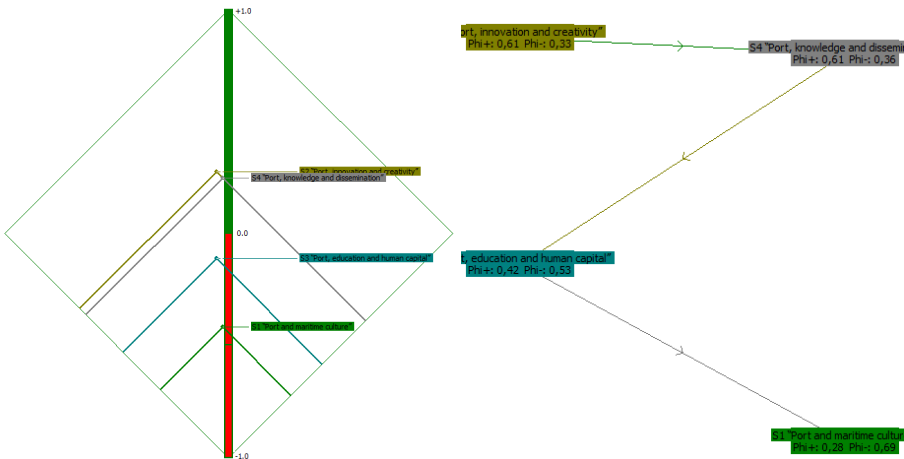 +1.0
S2 "Port, innovation and creativity"
S4 "Port, knowledge and dissemination"
0.0
S3 "Port, education and human capital"
S1 "Port and maritime culture."
-1.0
ort, innovation and creativity"
Phi+: 0,61 Phi-: 0,33
S4 "Port, knowledge and dissemin
Phi+: 0,61 Phi-: 0,36
t, education and human capital"
Phi+: 0,42 Phi-: 0,53
S1 "Port and maritime cultur
Phi+: 0,28 Phi-: 0,69